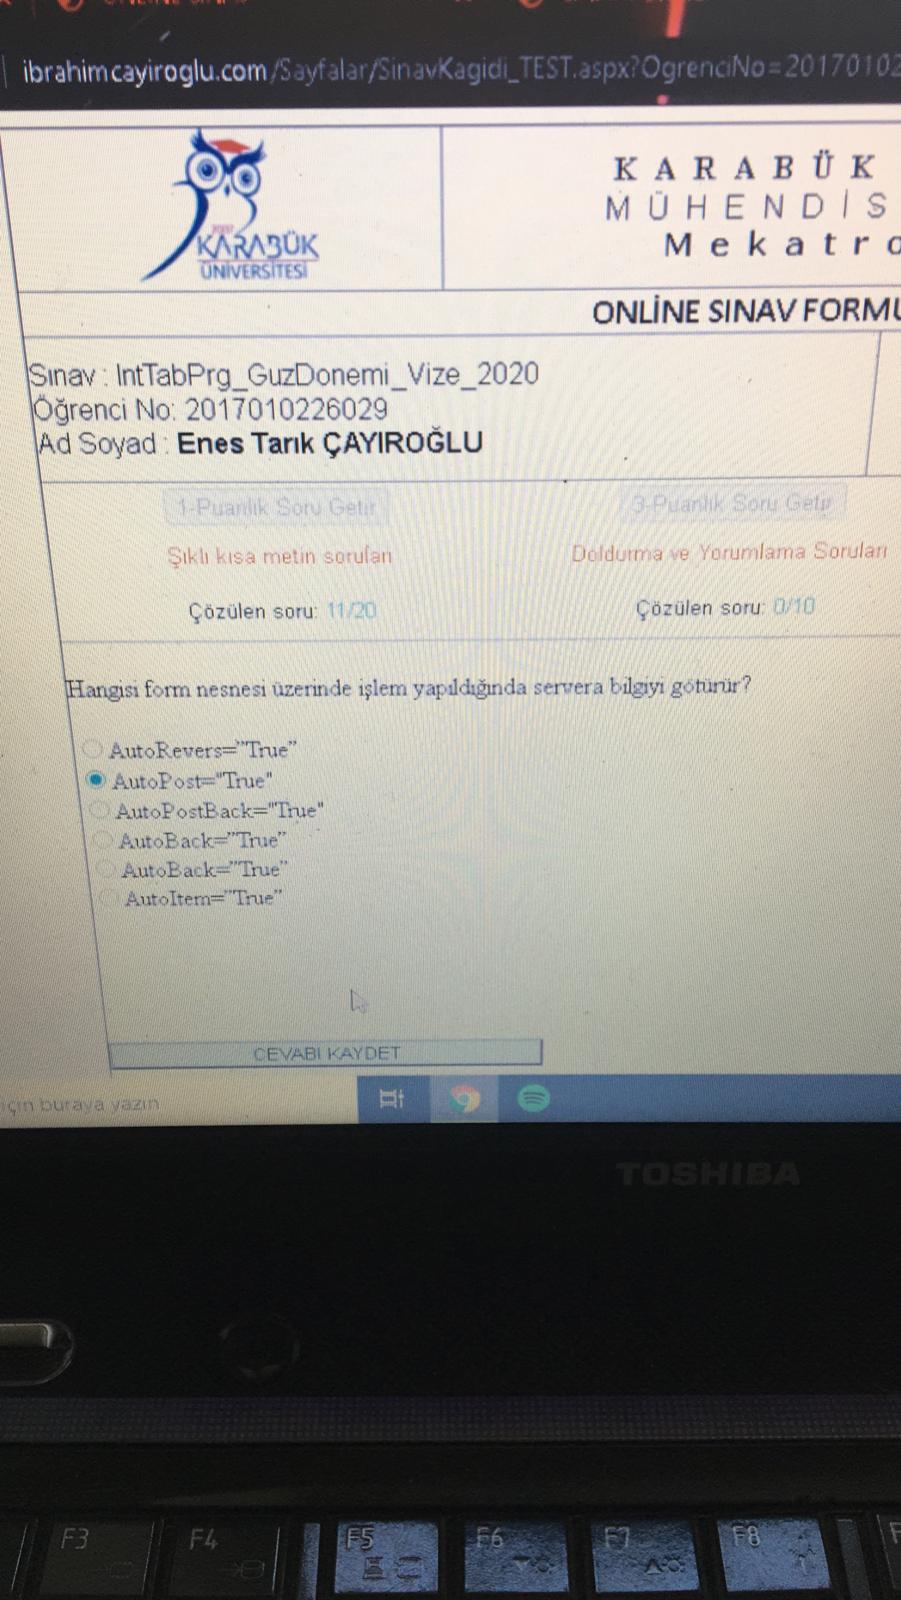 ibrahimcayiroglu.com/Sayfalar/SinavKagidi_TEST.aspx?OgrenciNo=20170102
KARABÜK
ÜNİVERSİTESİ
KARABÜK
MÜHENDİS
Mekatro
ONLİNE SINAV FORMU
Sınav : IntTabPrg_GuzDonemi_Vize_2020
Öğrenci No: 2017010226029
Ad Soyad : Enes Tarık ÇAYIROĞLU
1-Puanlık Soru Getir
3-Puanlık Soru Getir
Şıklı kısa metin soruları
Doldurma ve Yorumlama Soruları
Çözülen soru: 11/20
Çözülen soru: 0/10
Hangisi form nesnesi üzerinde işlem yapıldığında servera bilgiyi götürür?
AutoRevers="True"
AutoPost="True"
AutoPostBack="True"
AutoBack="True"
AutoBack="True"
AutoItem="True"
CEVABI KAYDET
için buraya yazın
TOSHIBA
F3
F4
F5
F6
F7
F8